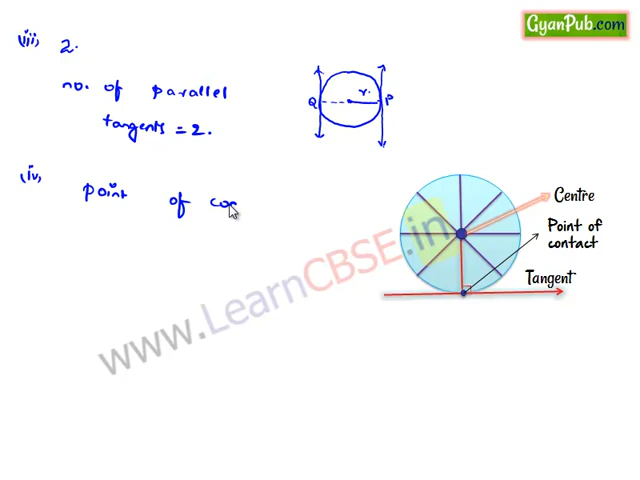 GyanPub.com
(iii) 2.
no. of parallel
tangents = 2.
Q r. P
(iv) point of con
Centre
Point of
contact
Tangent
www.LearnCBSE.in